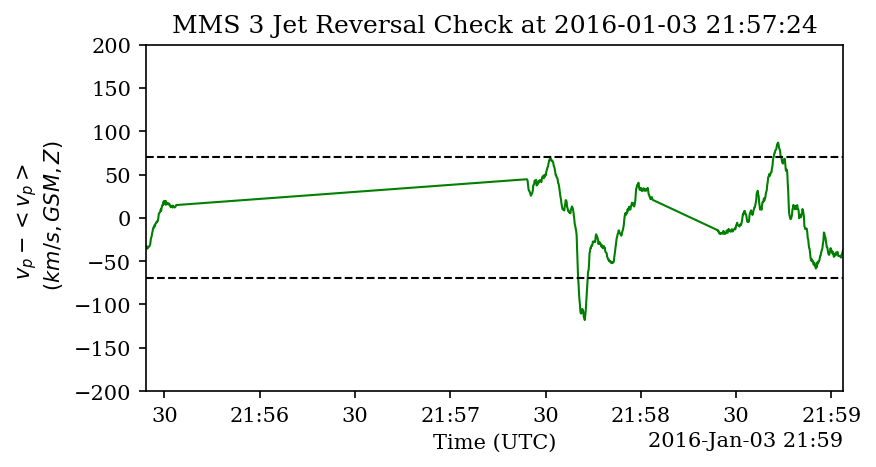 MMS 3 Jet Reversal Check at 2016-01-03 21:57:24
200
150
100
50
0
−50
−100
−150
−200
v_p − < v_p >
(km/s, GSM, Z)
30 21:56 30 21:57 30 21:58 30 21:59
Time (UTC)
2016-Jan-03 21:59